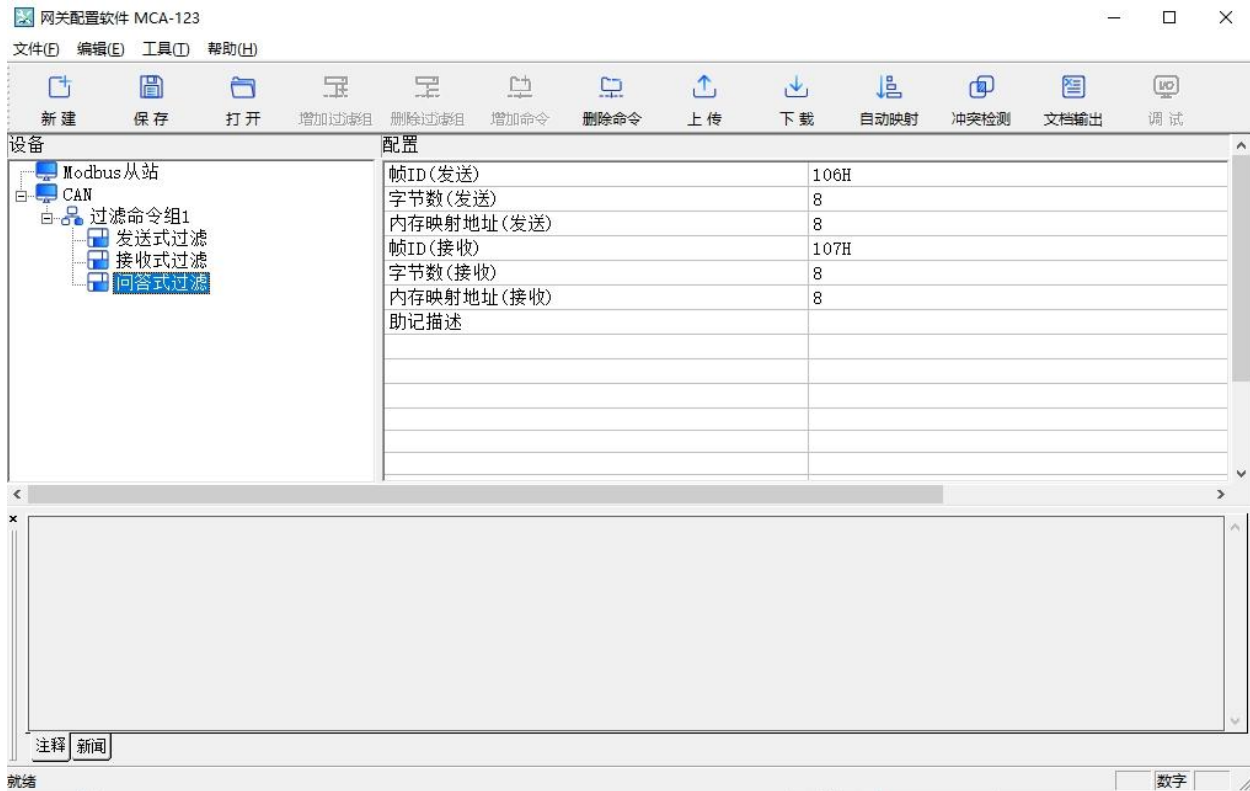 网关配置软件 MCA-123
文件(F) 编辑(E) 工具(T) 帮助(H)
新建 保存 打开 增加过滤组 删除过滤组 增加命令 删除命令 上传 下载 自动映射 冲突检测 文档输出 I/O 调试
设备
Modbus从站
CAN
过滤命令组1
发送式过滤
接收式过滤
问答式过滤
配置
帧ID(发送) 106H
字节数(发送) 8
内存映射地址(发送) 8
帧ID(接收) 107H
字节数(接收) 8
内存映射地址(接收) 8
助记描述
注释 新闻
就绪 数字